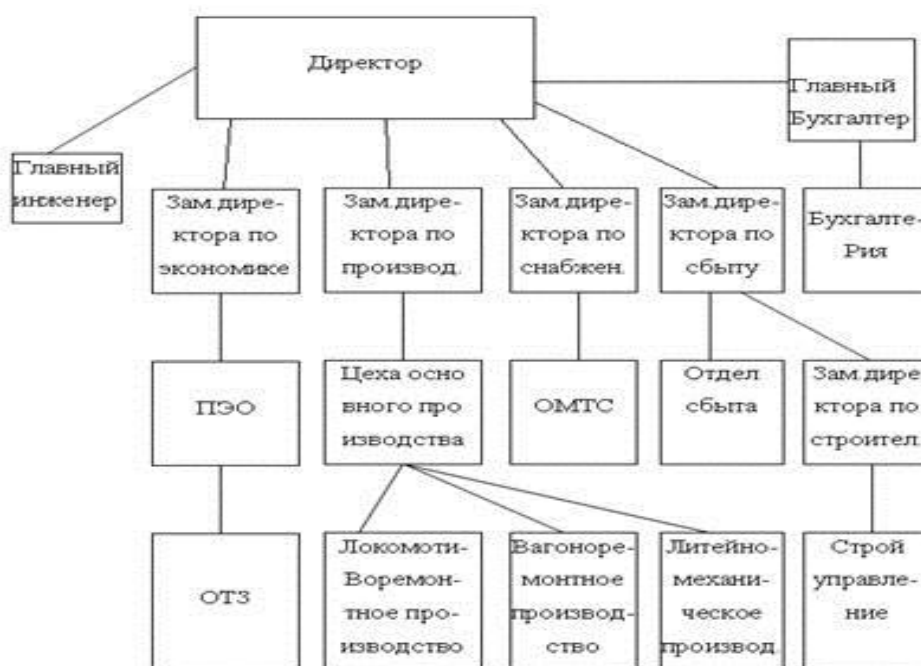 Директор
Главный
Бухгалтер
Главный
инженер
Зам.дире-
ктора по
экономике
Зам.дире-
ктора по
производ.
Зам.дире-
ктора по
снабжен.
Зам.дире-
ктора по
сбыту
Бухгалте-
Рия
ПЭО
Цеха осно
вного про
изводства
ОМТС
Отдел
сбыта
Зам.дире
ктора по
строител.
ОТЗ
Локомоти-
Воремон-
тное про-
изводство
Вагоноре-
монтное
производ-
ство
Литейно-
механи-
ческое
производ.
Строй
управле-
ние